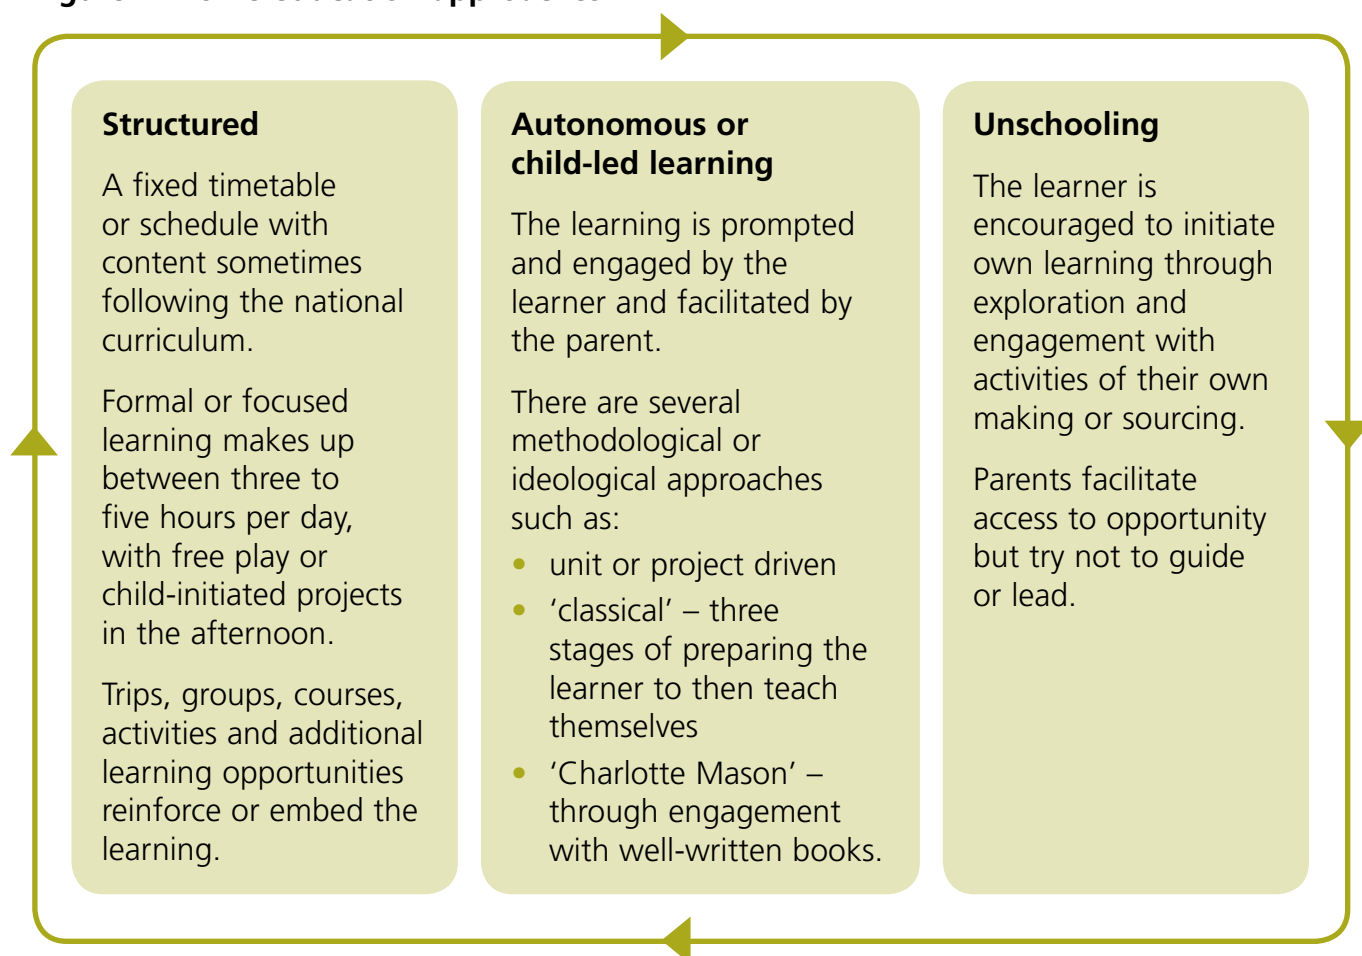 Structured
A fixed timetable
or schedule with
content sometimes
following the national
curriculum.
Formal or focused
learning makes up
between three to
five hours per day,
with free play or
child-initiated projects
in the afternoon.
Trips, groups, courses,
activities and additional
learning opportunities
reinforce or embed the
learning.
Autonomous or
child-led learning
The learning is prompted
and engaged by the
learner and facilitated by
the parent.
There are several
methodological or
ideological approaches
such as:
• unit or project driven
• ‘classical’ – three
stages of preparing the
learner to then teach
themselves
• ‘Charlotte Mason’ –
through engagement
with well-written books.
Unschooling
The learner is
encouraged to initiate
own learning through
exploration and
engagement with
activities of their own
making or sourcing.
Parents facilitate
access to opportunity
but try not to guide
or lead.